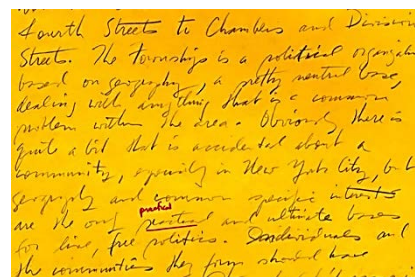 Fourth Streets to Chambers and Division
Streets. The Townships is a political organizati
based on geography, a pretty neutral base,
dealing with anything that is a common
problem within the area. Obviously there is
quite a bit that is accidental about a
community, especially in New York City, but
geography and common specific interests
practical
are the only and ultimate bases
for live, free politics. Individuals and
the communities they form should have